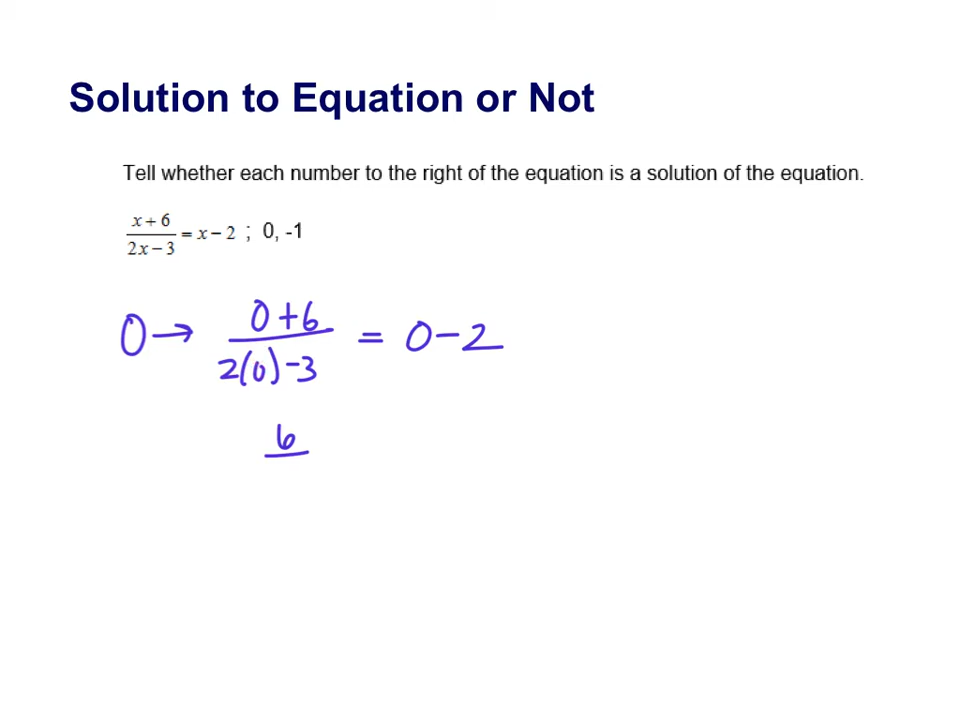 Solution to Equation or Not
Tell whether each number to the right of the equation is a solution of the equation.
x + 6
2x − 3
= x − 2 ; 0, -1
0 → 0 + 6
2(0) − 3
= 0 − 2
6